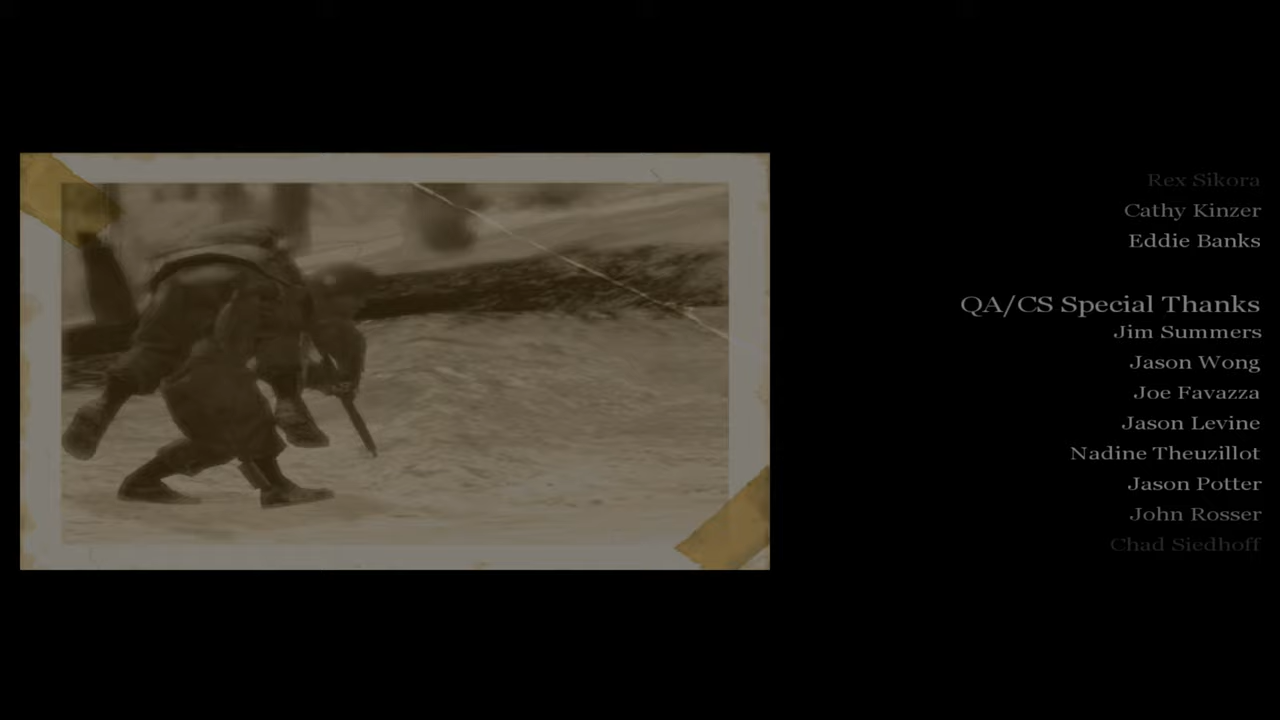 Rex Sikora
Cathy Kinzer
Eddie Banks
QA/CS Special Thanks
Jim Summers
Jason Wong
Joe Favazza
Jason Levine
Nadine Theuzillot
Jason Potter
John Rosser
Chad Siedhoff